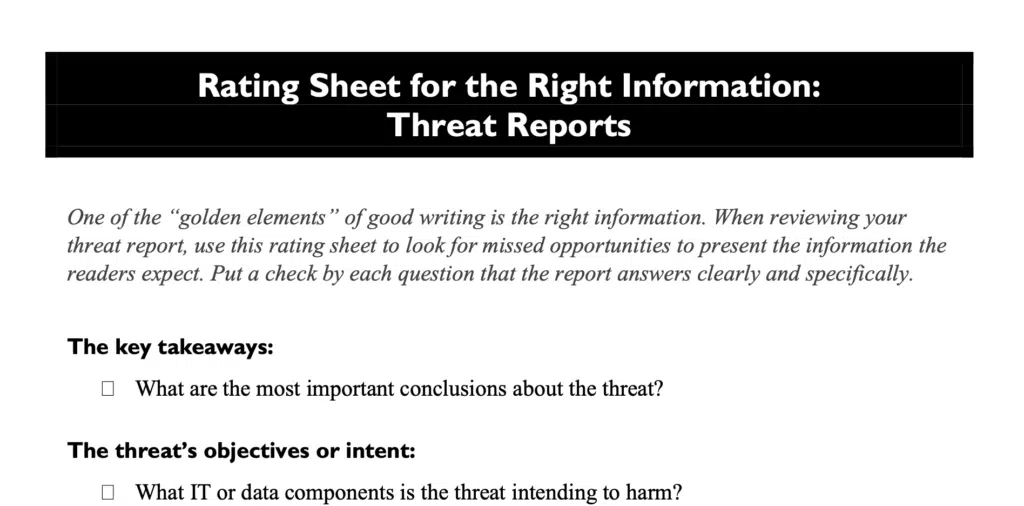 Rating Sheet for the Right Information:
Threat Reports
One of the “golden elements” of good writing is the right information. When reviewing your
threat report, use this rating sheet to look for missed opportunities to present the information the
readers expect. Put a check by each question that the report answers clearly and specifically.
The key takeaways:
☐ What are the most important conclusions about the threat?
The threat’s objectives or intent:
☐ What IT or data components is the threat intending to harm?